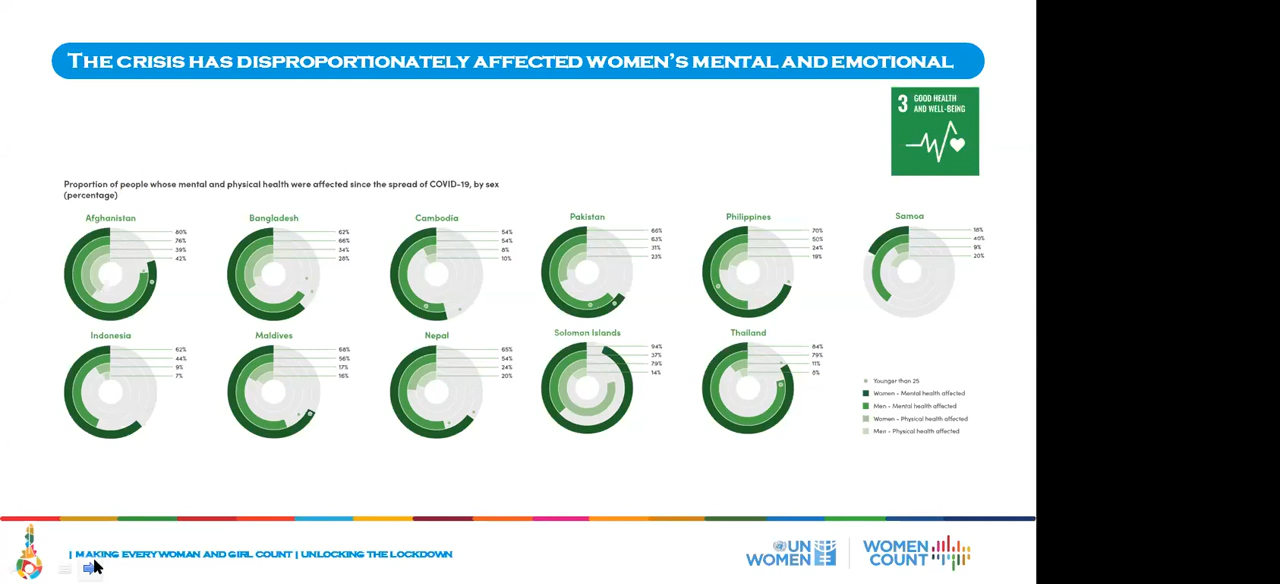 THE CRISIS HAS DISPROPORTIONATELY AFFECTED WOMEN'S MENTAL AND EMOTIONAL
3 GOOD HEALTH
AND WELL-BEING
Proportion of people whose mental and physical health were affected since the spread of COVID-19, by sex
(percentage)
Afghanistan
80%
76%
39%
42%
Bangladesh
62%
66%
34%
28%
Cambodia
54%
54%
8%
10%
Pakistan
66%
63%
31%
23%
Philippines
70%
50%
24%
19%
Samoa
18%
40%
9%
20%
Indonesia
62%
44%
9%
7%
Maldives
68%
56%
17%
16%
Nepal
65%
54%
24%
20%
Solomon Islands
94%
37%
79%
14%
Thailand
84%
79%
11%
8%
Younger than 25
Women - Mental health affected
Men - Mental health affected
Women - Physical health affected
Men - Physical health affected
| MAKING EVERY WOMAN AND GIRL COUNT | UNLOCKING THE LOCKDOWN
UN
WOMEN
WOMEN
COUNT